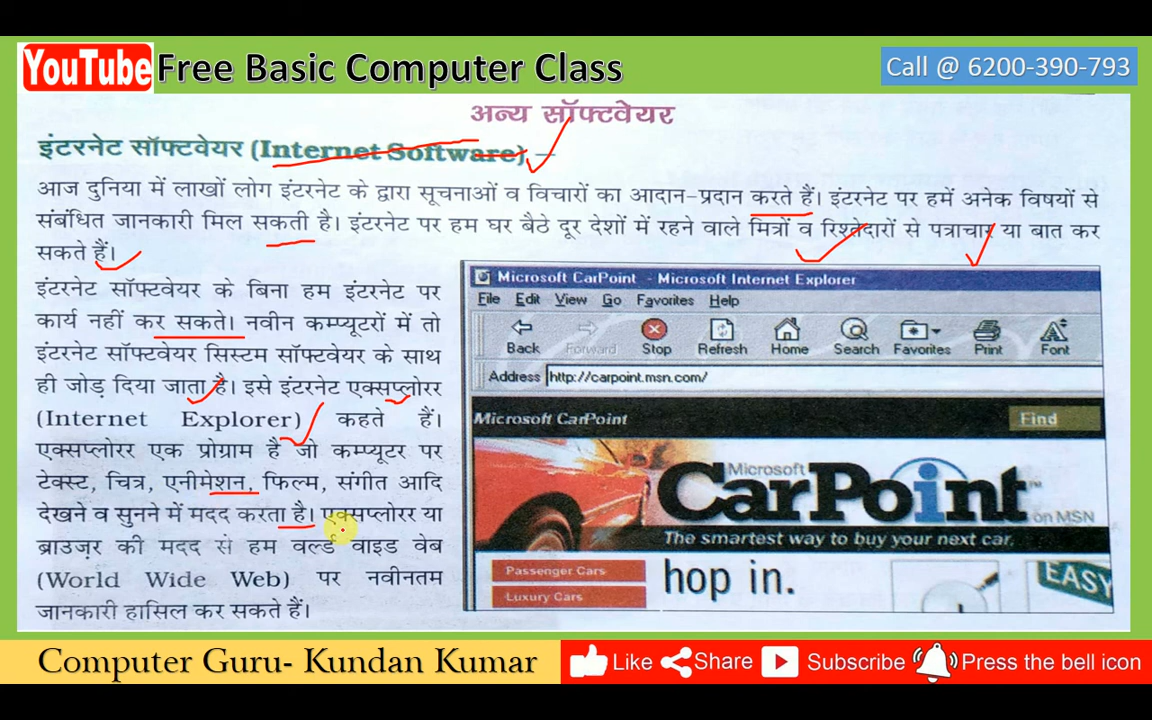 YouTube Free Basic Computer Class
Call @ 6200-390-793
अन्य सॉफ्टवेयर
इंटरनेट सॉफ्टवेयर (Internet Software) –
आज दुनिया में लाखों लोग इंटरनेट के द्वारा सूचनाओं व विचारों का आदान-प्रदान करते हैं। इंटरनेट पर हमें अनेक विषयों से
संबंधित जानकारी मिल सकती है। इंटरनेट पर हम घर बैठे दूर देशों में रहने वाले मित्रों व रिश्तेदारों से पत्राचार या बात कर
सकते हैं।
इंटरनेट सॉफ्टवेयर के बिना हम इंटरनेट पर
कार्य नहीं कर सकते। नवीन कम्प्यूटरों में तो
इंटरनेट सॉफ्टवेयर सिस्टम सॉफ्टवेयर के साथ
ही जोड़ दिया जाता है। इसे इंटरनेट एक्सप्लोरर
(Internet Explorer) कहते हैं।
एक्सप्लोरर एक प्रोग्राम है जो कम्प्यूटर पर
टेक्स्ट, चित्र, एनीमेशन, फिल्म, संगीत आदि
देखने व सुनने में मदद करता है। एक्सप्लोरर या
ब्राउज़र की मदद से हम वर्ल्ड वाइड वेब
(World Wide Web) पर नवीनतम
जानकारी हासिल कर सकते हैं।
Microsoft CarPoint - Microsoft Internet Explorer
File Edit View Go Favorites Help
Back Forward Stop Refresh Home Search Favorites Print Font
Address http://carpoint.msn.com/
Microsoft CarPoint Find
Microsoft
CarPoint™
on MSN
The smartest way to buy your next car.
Passenger Cars
Luxury Cars
hop in.
EASY
Computer Guru- Kundan Kumar
Like Share Subscribe Press the bell icon